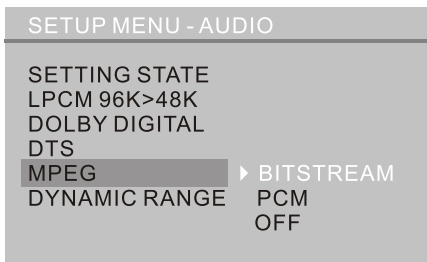 SETUP MENU - AUDIO
SETTING STATE
LPCM 96K>48K
DOLBY DIGITAL
DTS
MPEG BITSTREAM
DYNAMIC RANGE PCM
OFF